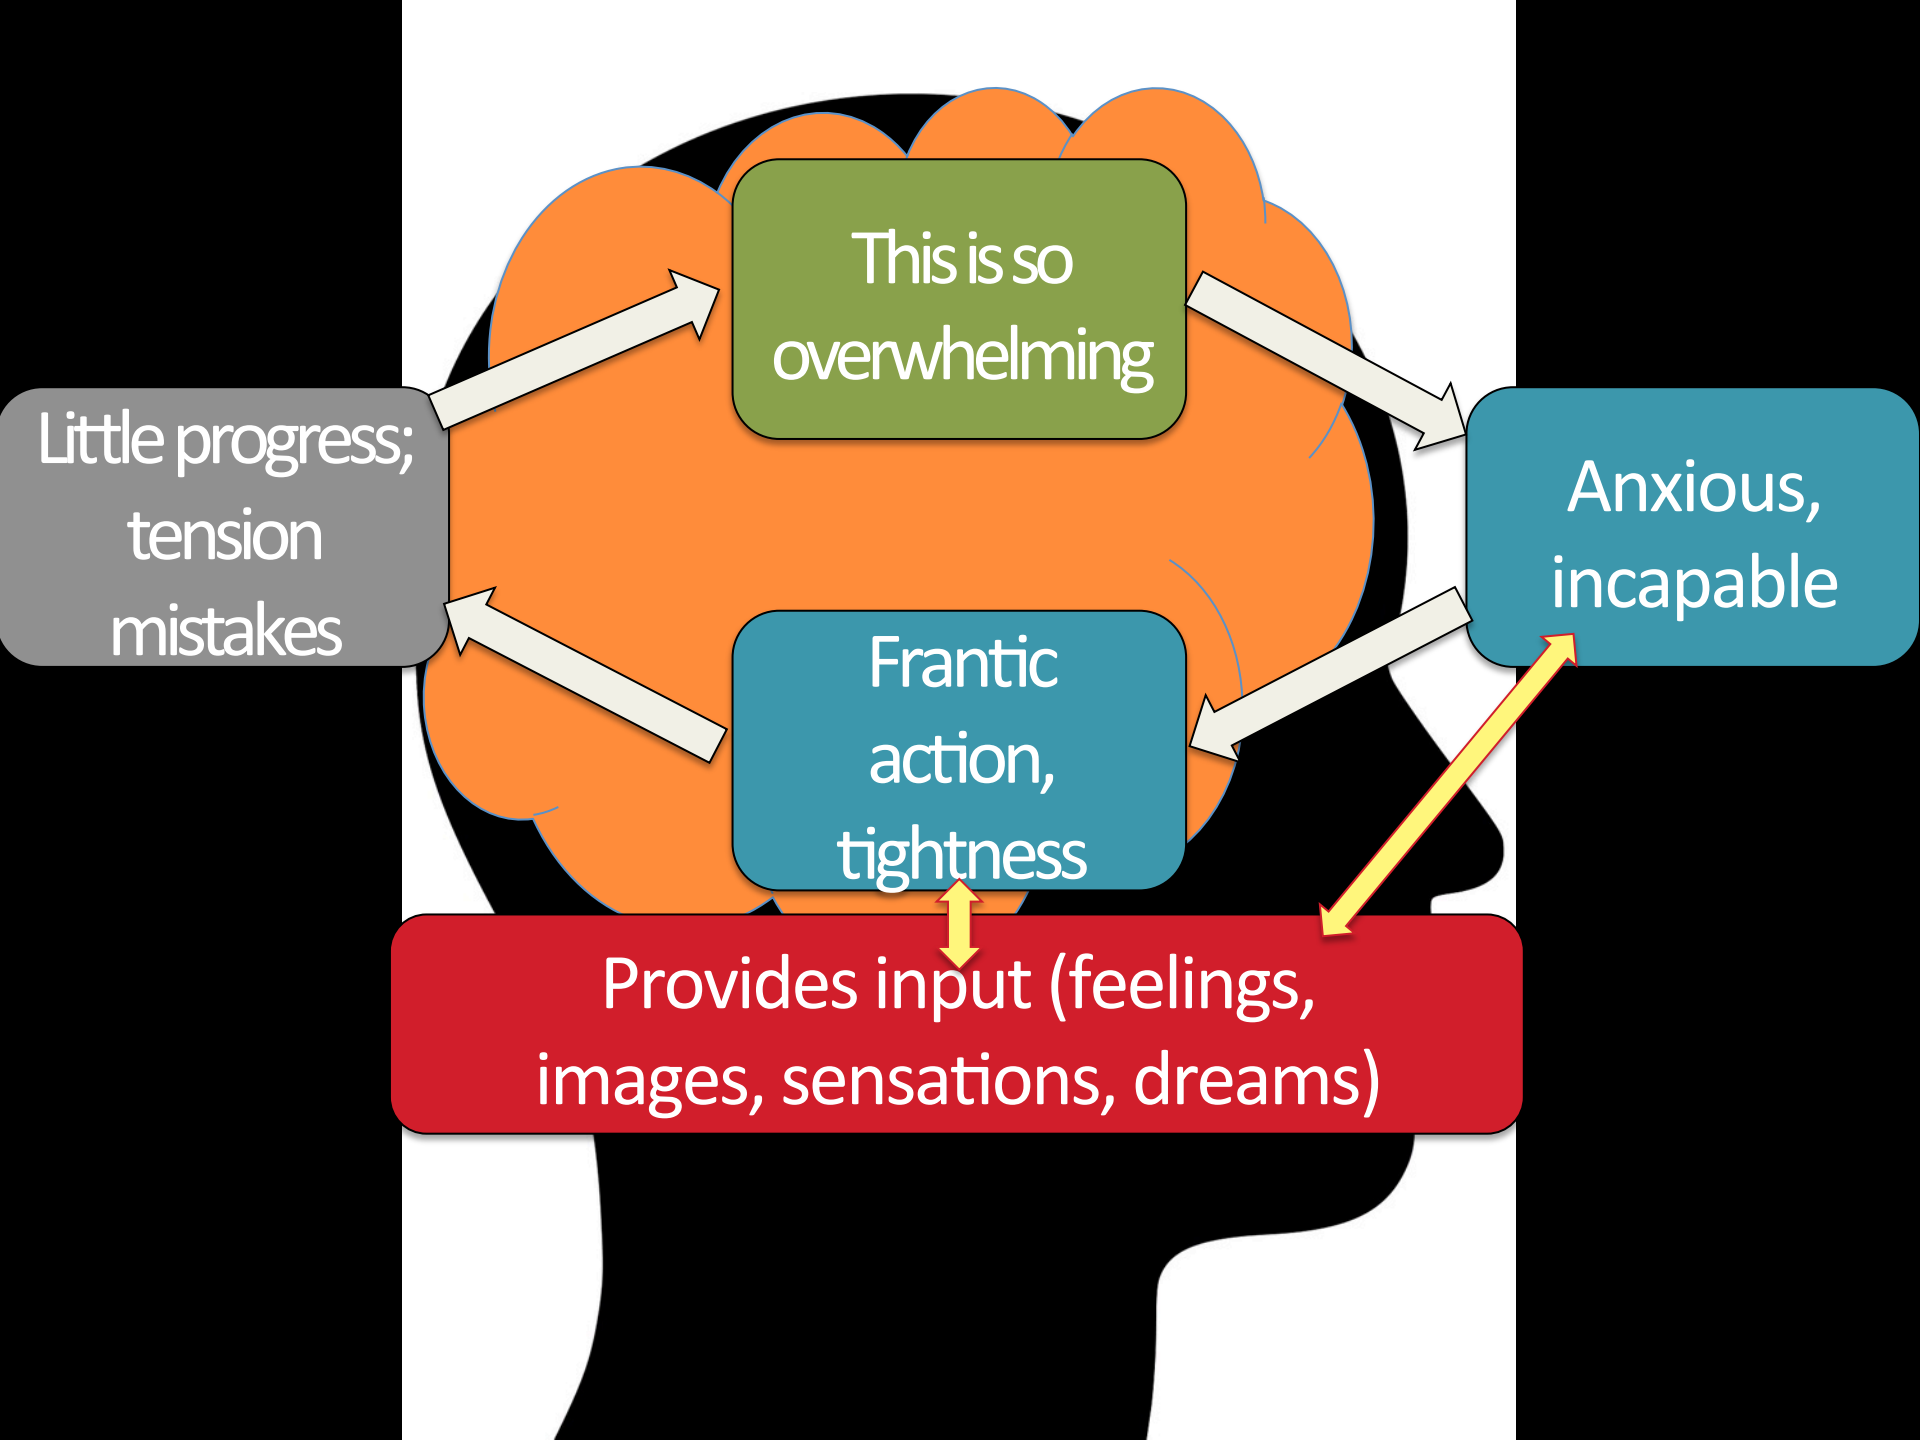 This is so
overwhelming
Little progress;
tension
mistakes
Anxious,
incapable
Frantic
action,
tightness
Provides input (feelings,
images, sensations, dreams)